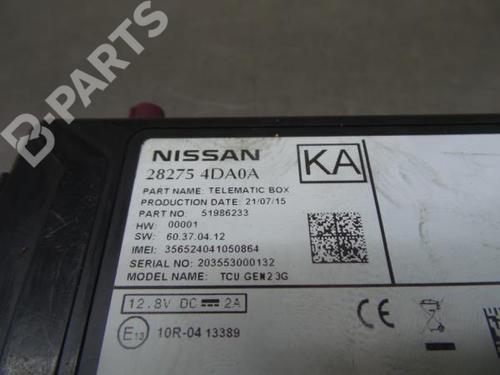 B-PARTS
NISSAN
KA
28275 4DA0A
PART NAME: TELEMATIC BOX
PRODUCTION DATE: 21/07/15
PART NO: 51986233
HW: 00001
SW: 60.37.04.12
IMEI: 356524041050864
SERIAL NO: 203553000132
MODEL NAME: TCU GEN2 3G
12.8V DC 2A
CE
E13 10R-04 13389